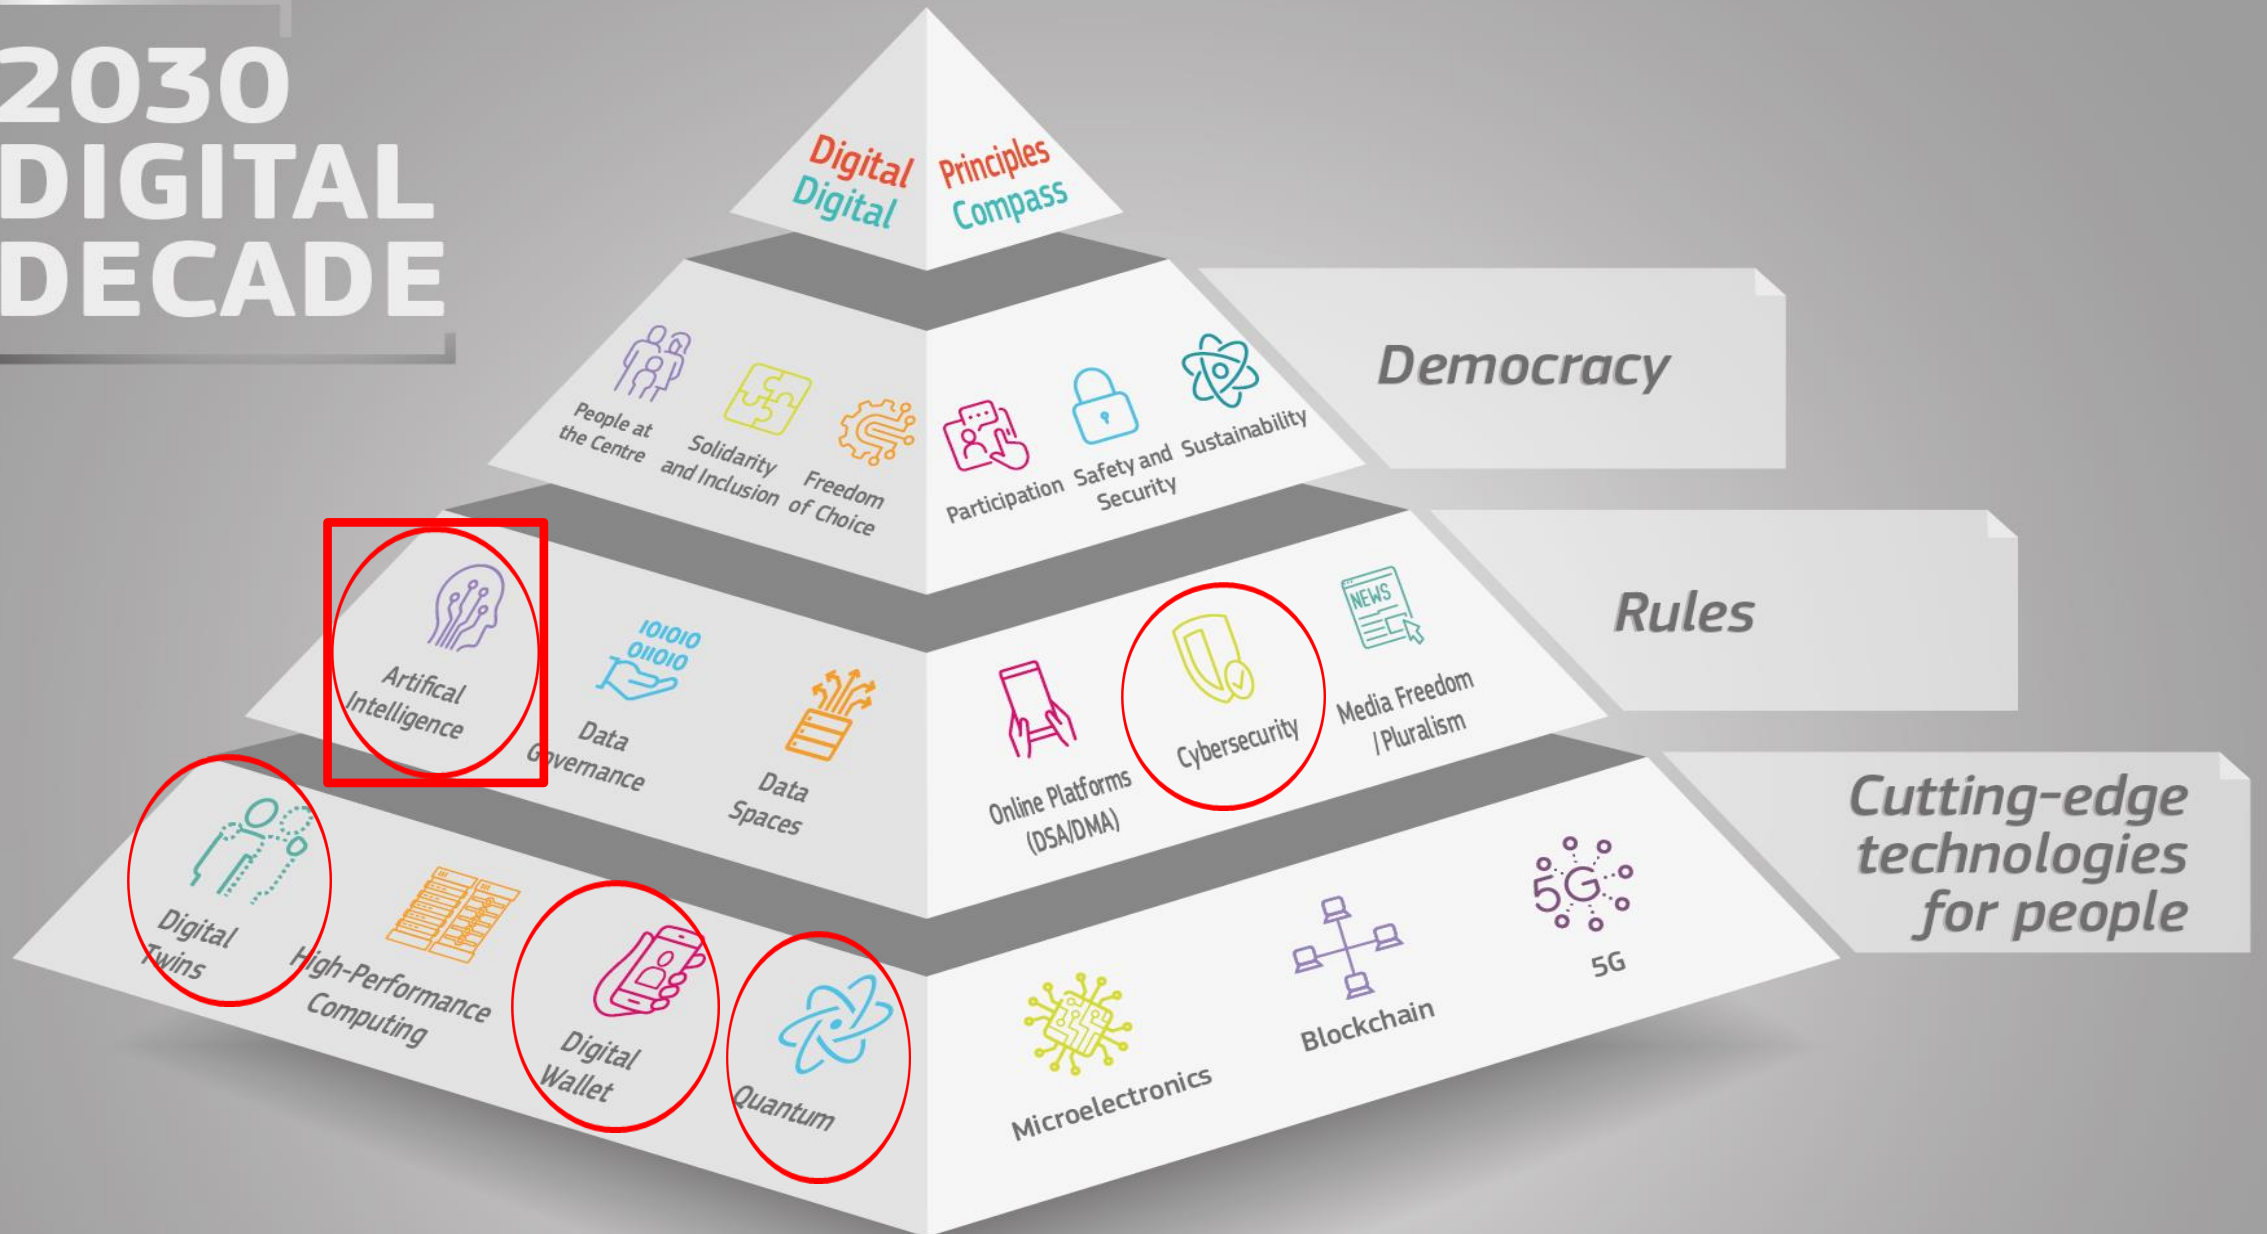 2030
DIGITAL
DECADE
Digital Principles
Digital Compass
People at
the Centre
Solidarity
and Inclusion
Freedom
of Choice
Participation
Safety and
Security
Sustainability
Democracy
Artifical
Intelligence
101010
011010
Data
Governance
Data
Spaces
Online Platforms
(DSA/DMA)
Cybersecurity
NEWS
Media Freedom
/Pluralism
Rules
Digital
Twins
High-Performance
Computing
Digital
Wallet
Quantum
Microelectronics
Blockchain
5G
5G
Cutting-edge
technologies
for people